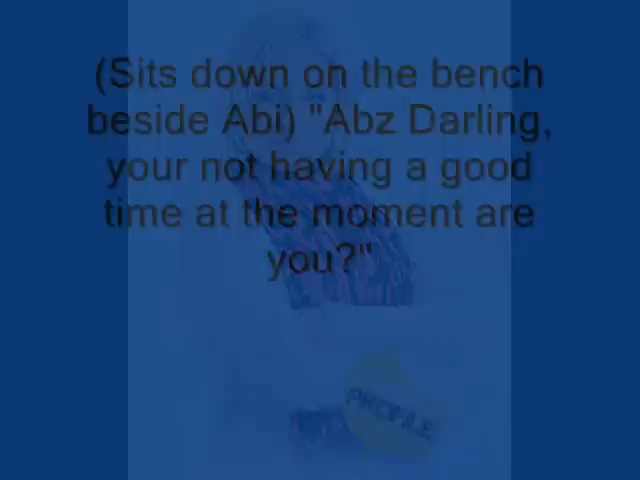 (Sits down on the bench
beside Abi) "Abz Darling,
your not having a good
time at the moment are
you?"
PROFILE